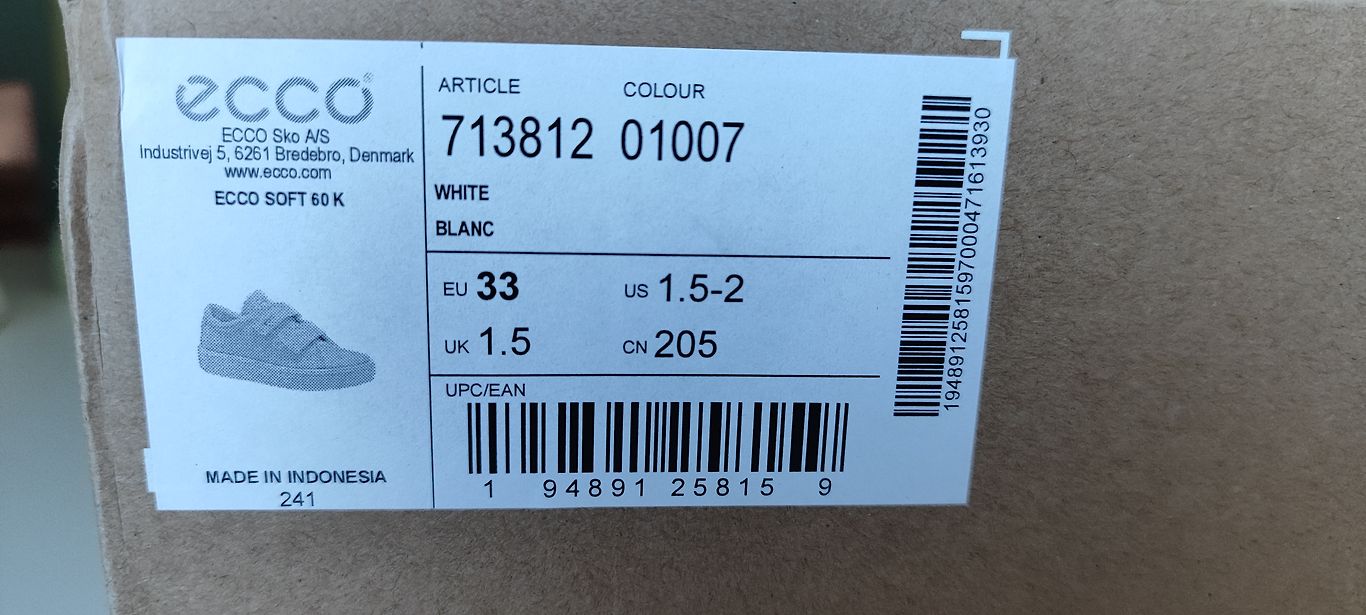 ecco®
ECCO Sko A/S
Industrivej 5, 6261 Bredebro, Denmark
www.ecco.com
ECCO SOFT 60 K
MADE IN INDONESIA
241
ARTICLE COLOUR
713812 01007
WHITE
BLANC
EU 33 US 1.5-2
UK 1.5 CN 205
UPC/EAN
1 94891 25815 9
19489125815970004716139​30